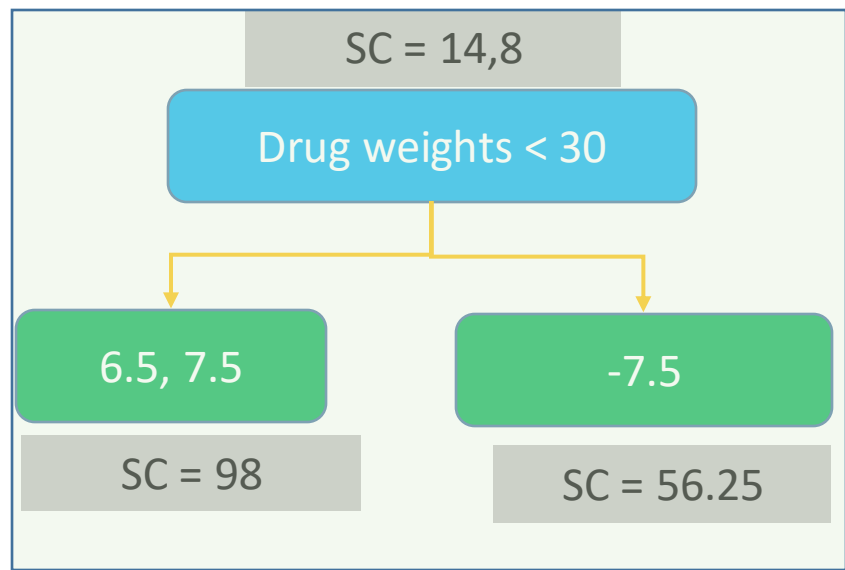 SC = 14,8
Drug weights < 30
6.5, 7.5
-7.5
SC = 98
SC = 56.25